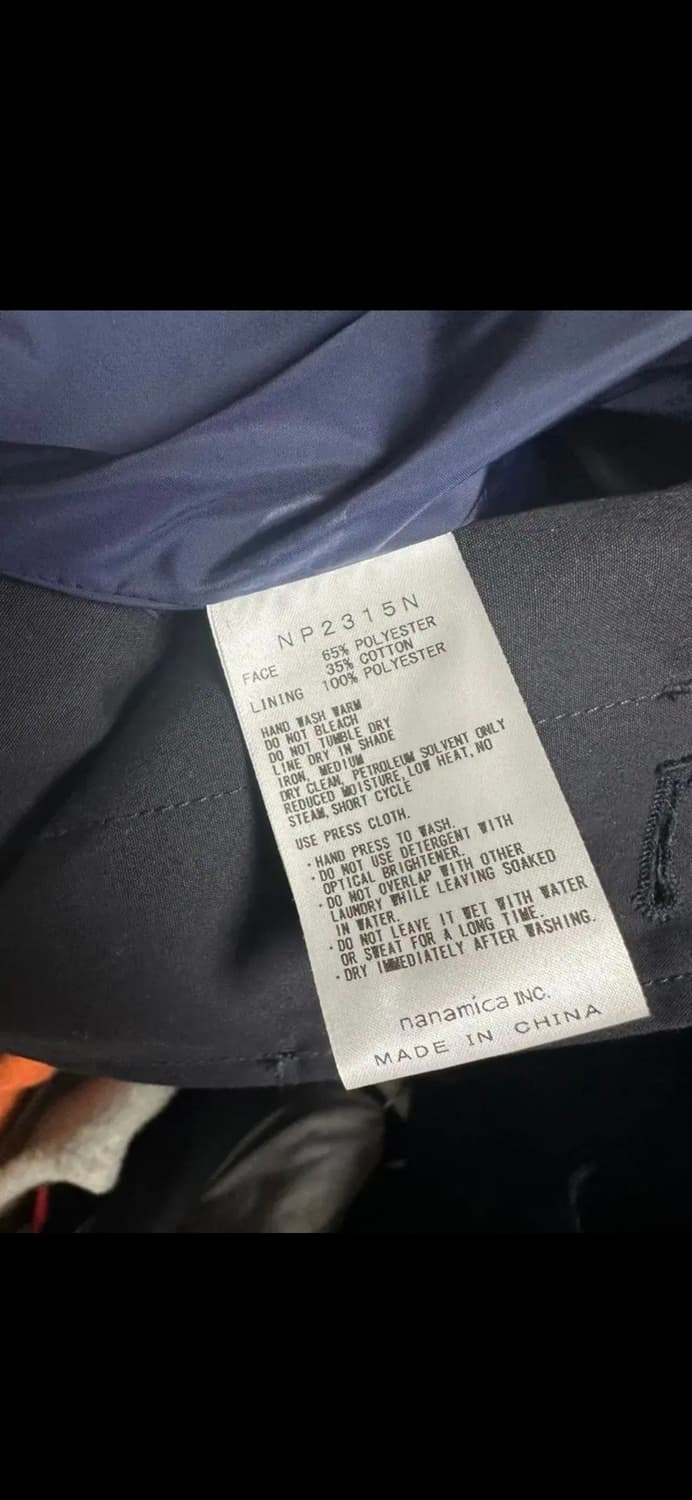 NP2315N
FACE 65% POLYESTER
35% COTTON
LINING 100% POLYESTER
HAND WASH WARM
DO NOT BLEACH
DO NOT TUMBLE DRY
LINE DRY IN SHADE
IRON, MEDIUM
DRY CLEAN, PETROLEUM SOLVENT ONLY
REDUCED MOISTURE, LOW HEAT, NO
STEAM, SHORT CYCLE
USE PRESS CLOTH.
・HAND PRESS TO WASH.
・DO NOT USE DETERGENT WITH
OPTICAL BRIGHTENER.
・DO NOT OVERLAP WITH OTHER
LAUNDRY WHILE LEAVING SOAKED
IN WATER.
・DO NOT LEAVE IT WET WITH WATER
OR SWEAT FOR A LONG TIME.
・DRY IMMEDIATELY AFTER WASHING.
nanamica INC.
MADE IN CHINA